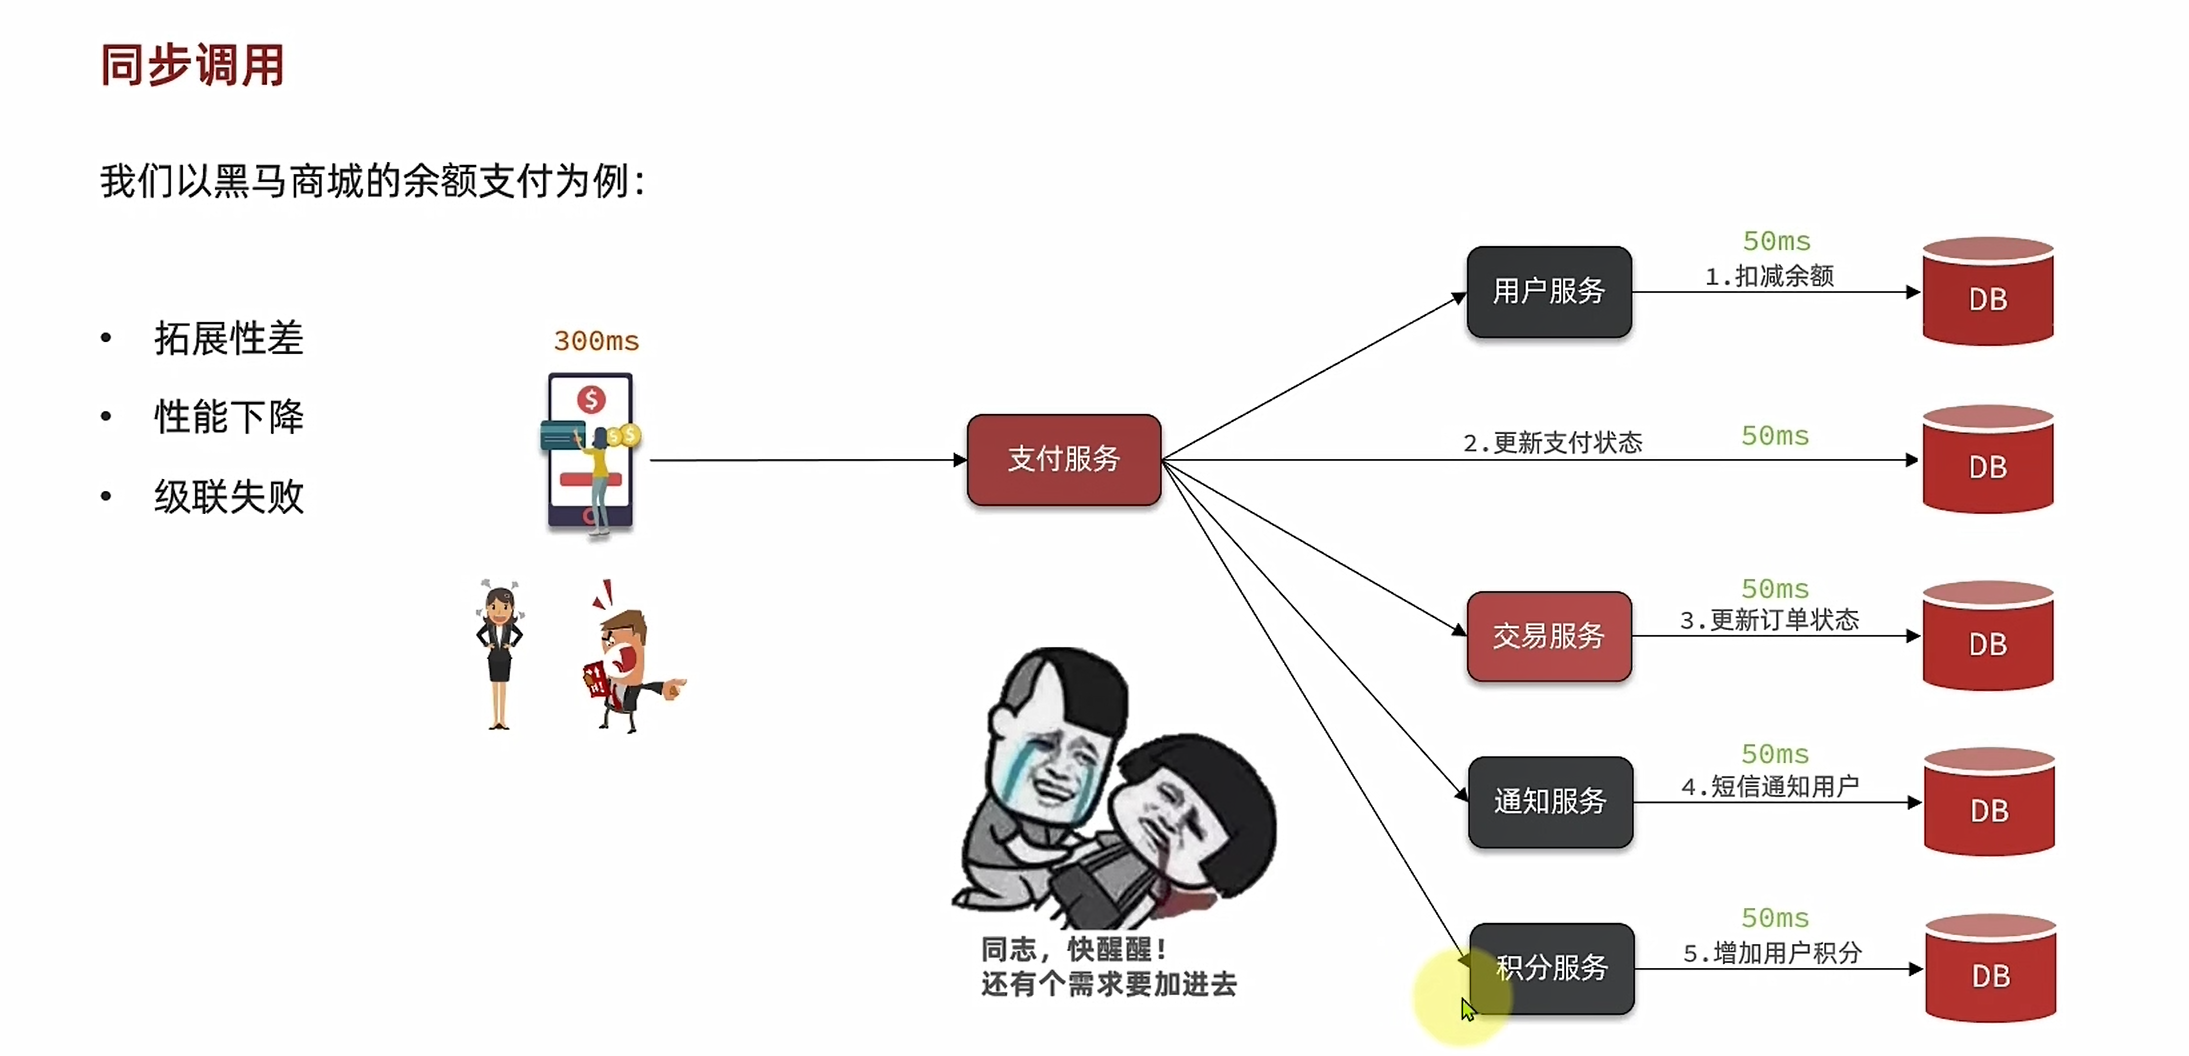 同步调用
我们以黑马商城的余额支付为例：
• 拓展性差
• 性能下降
• 级联失败
300ms
支付服务
用户服务
50ms
1.扣减余额
DB
2.更新支付状态
50ms
DB
交易服务
50ms
3.更新订单状态
DB
通知服务
50ms
4.短信通知用户
DB
积分服务
50ms
5.增加用户积分
DB
同志，快醒醒！
还有个需求要加进去